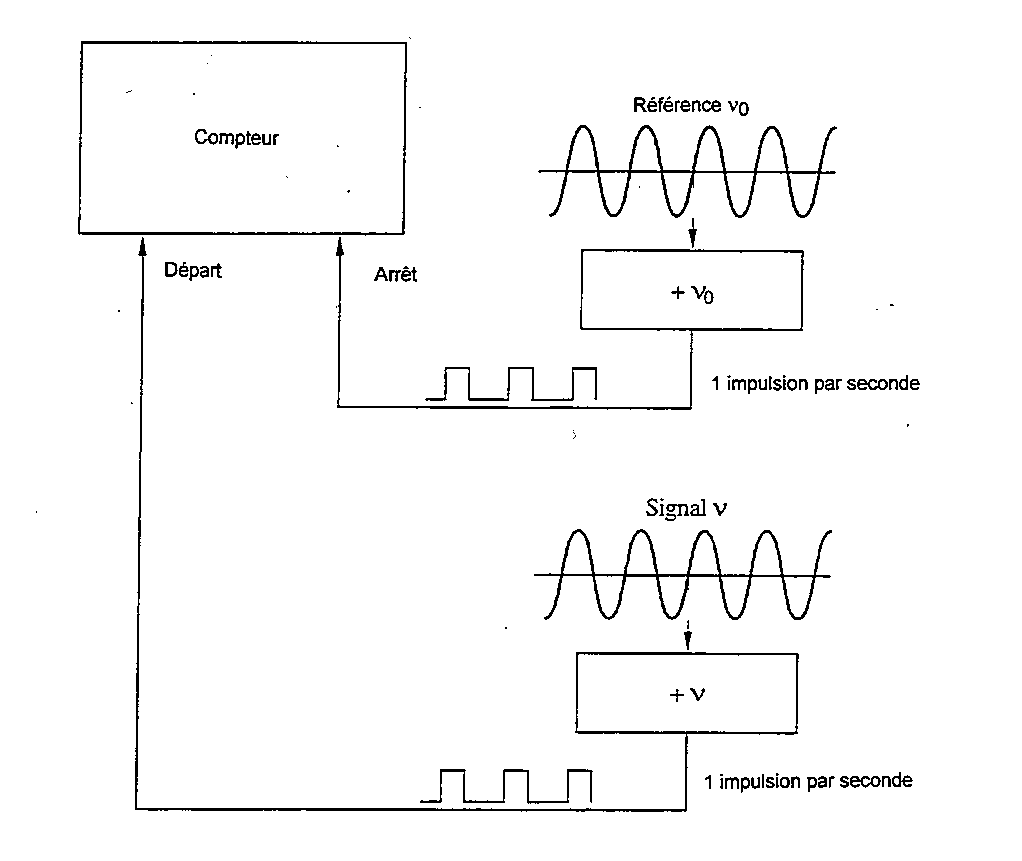 Référence ν0
Compteur
Départ
Arrêt
+ ν0
1 impulsion par seconde
Signal ν
+ ν
1 impulsion par seconde